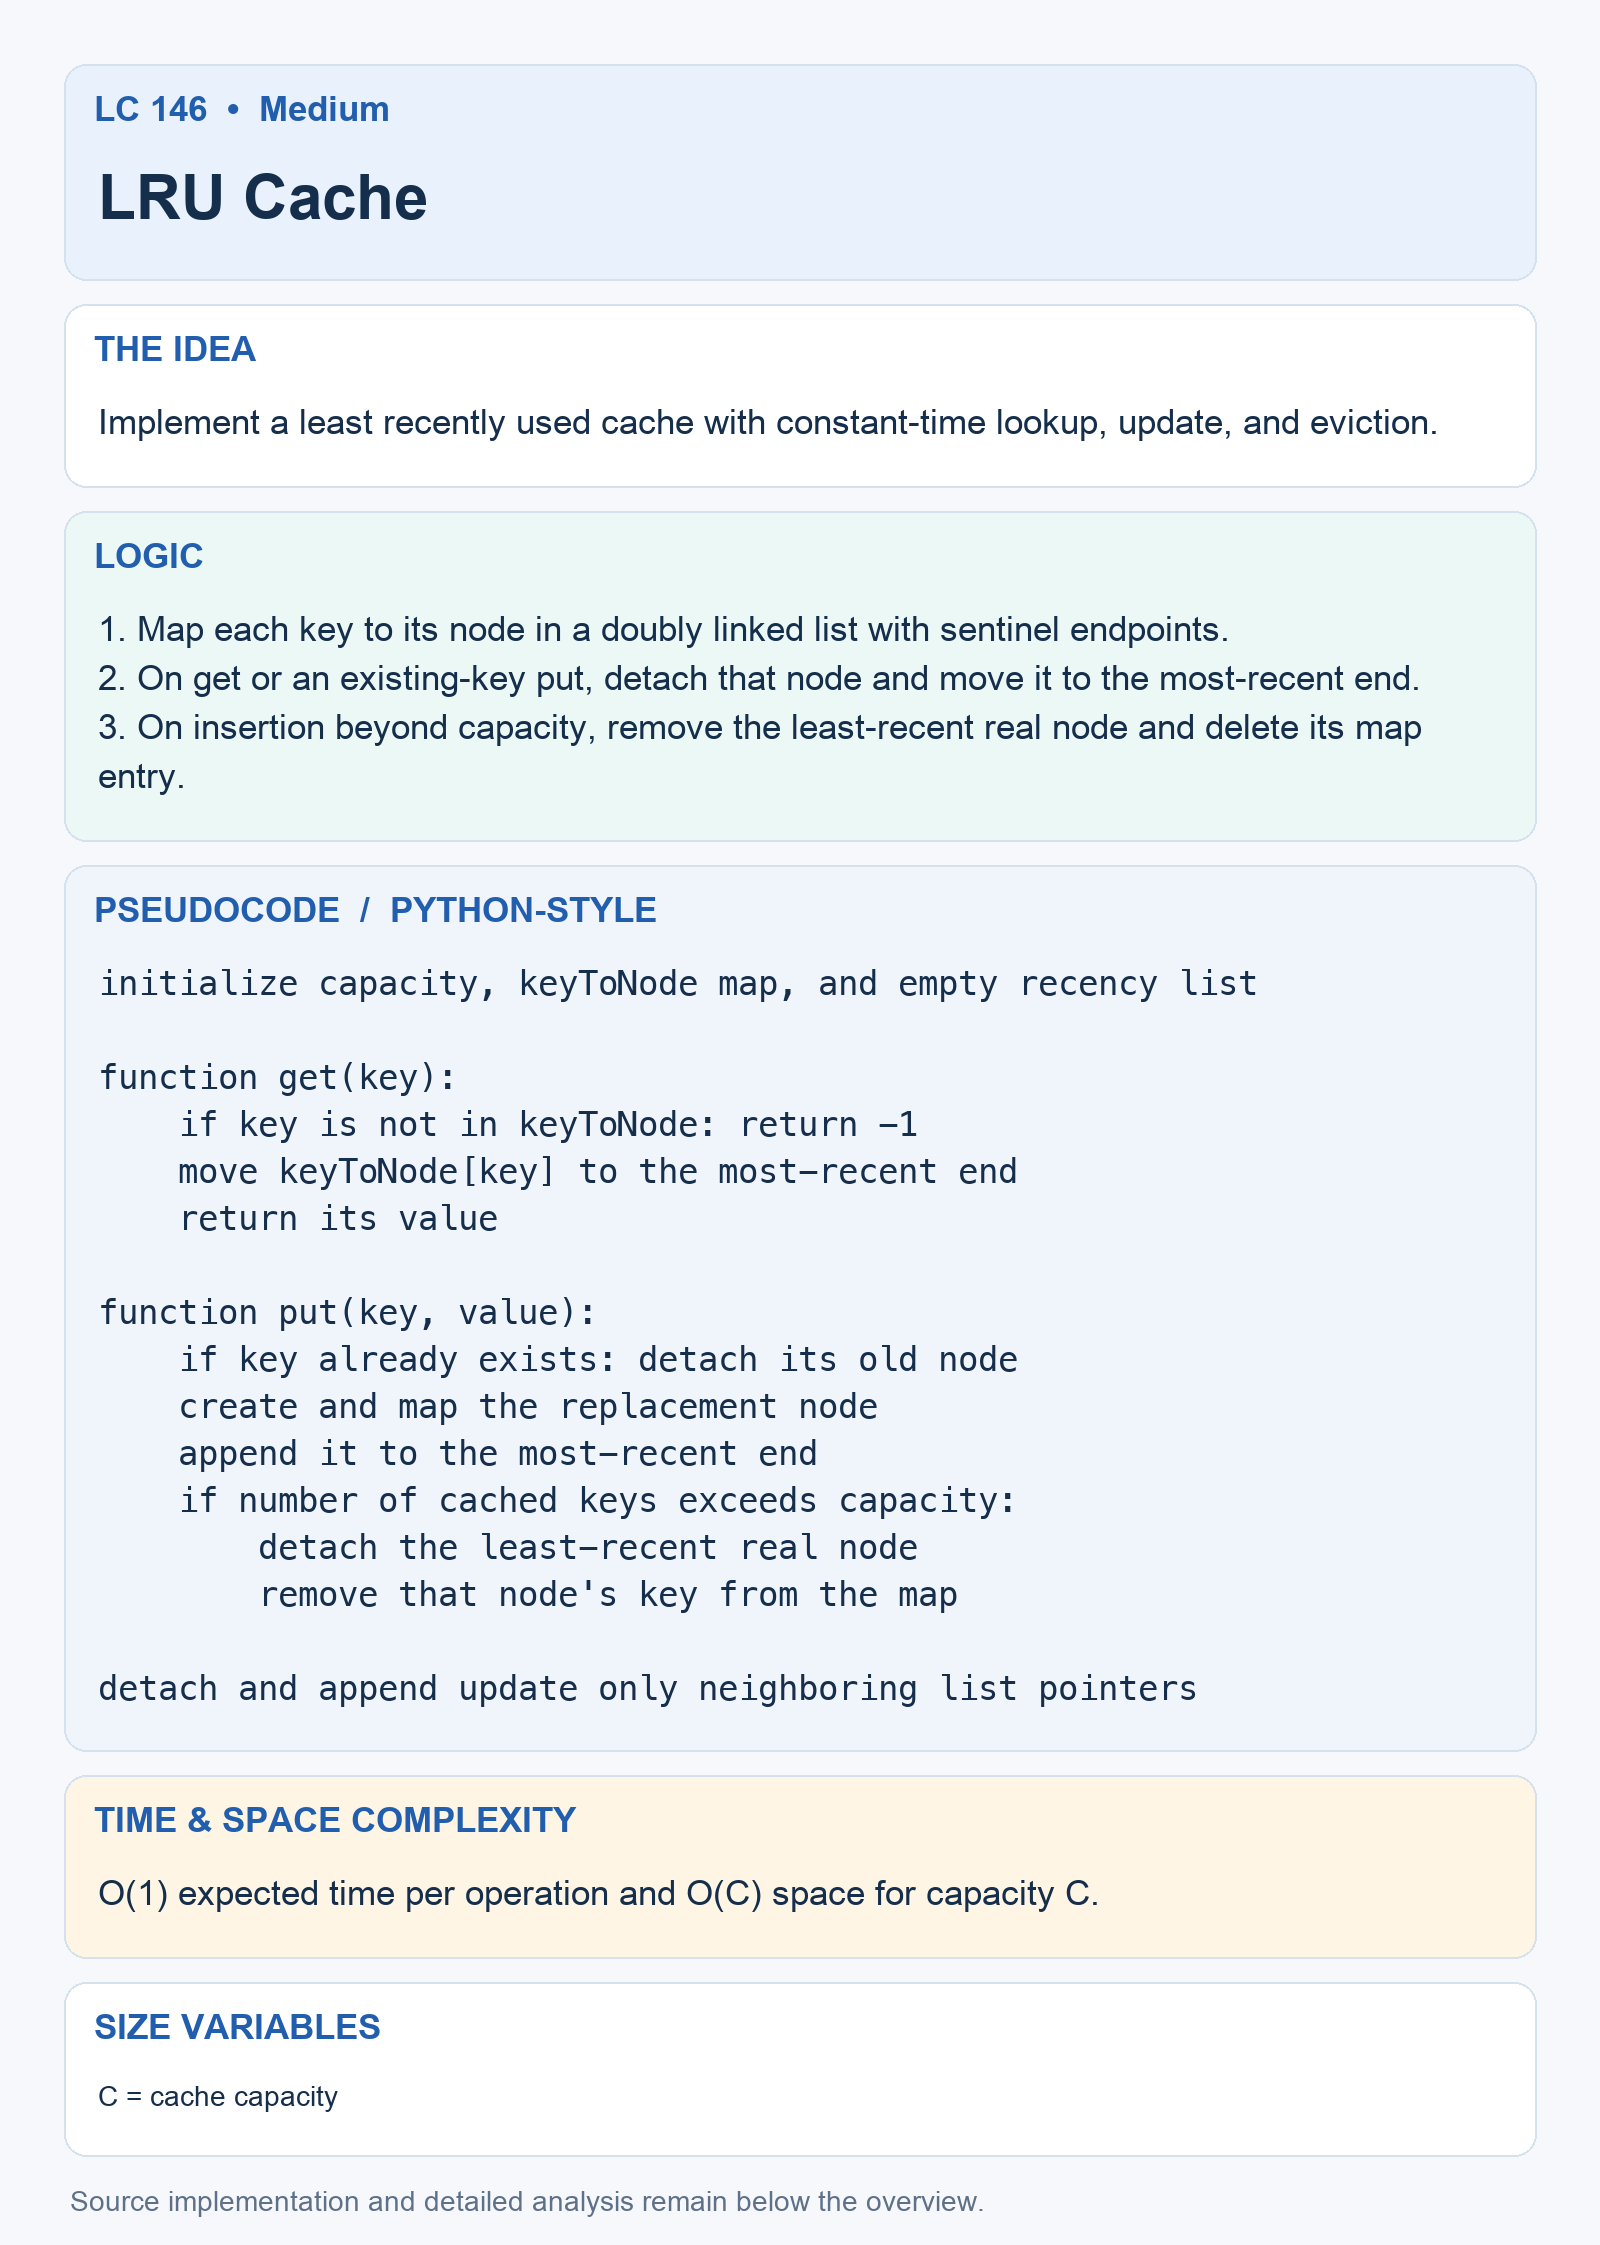 LC 146 • Medium
LRU Cache
THE IDEA
Implement a least recently used cache with constant-time lookup, update, and eviction.
LOGIC
1. Map each key to its node in a doubly linked list with sentinel endpoints.
2. On get or an existing-key put, detach that node and move it to the most-recent end.
3. On insertion beyond capacity, remove the least-recent real node and delete its map
entry.
PSEUDOCODE / PYTHON-STYLE
initialize capacity, keyToNode map, and empty recency list
function get(key):
    if key is not in keyToNode: return −1
    move keyToNode[key] to the most−recent end
    return its value
function put(key, value):
    if key already exists: detach its old node
    create and map the replacement node
    append it to the most−recent end
    if number of cached keys exceeds capacity:
        detach the least−recent real node
        remove that node's key from the map
detach and append update only neighboring list pointers
TIME & SPACE COMPLEXITY
O(1) expected time per operation and O(C) space for capacity C.
SIZE VARIABLES
C = cache capacity
Source implementation and detailed analysis remain below the overview.